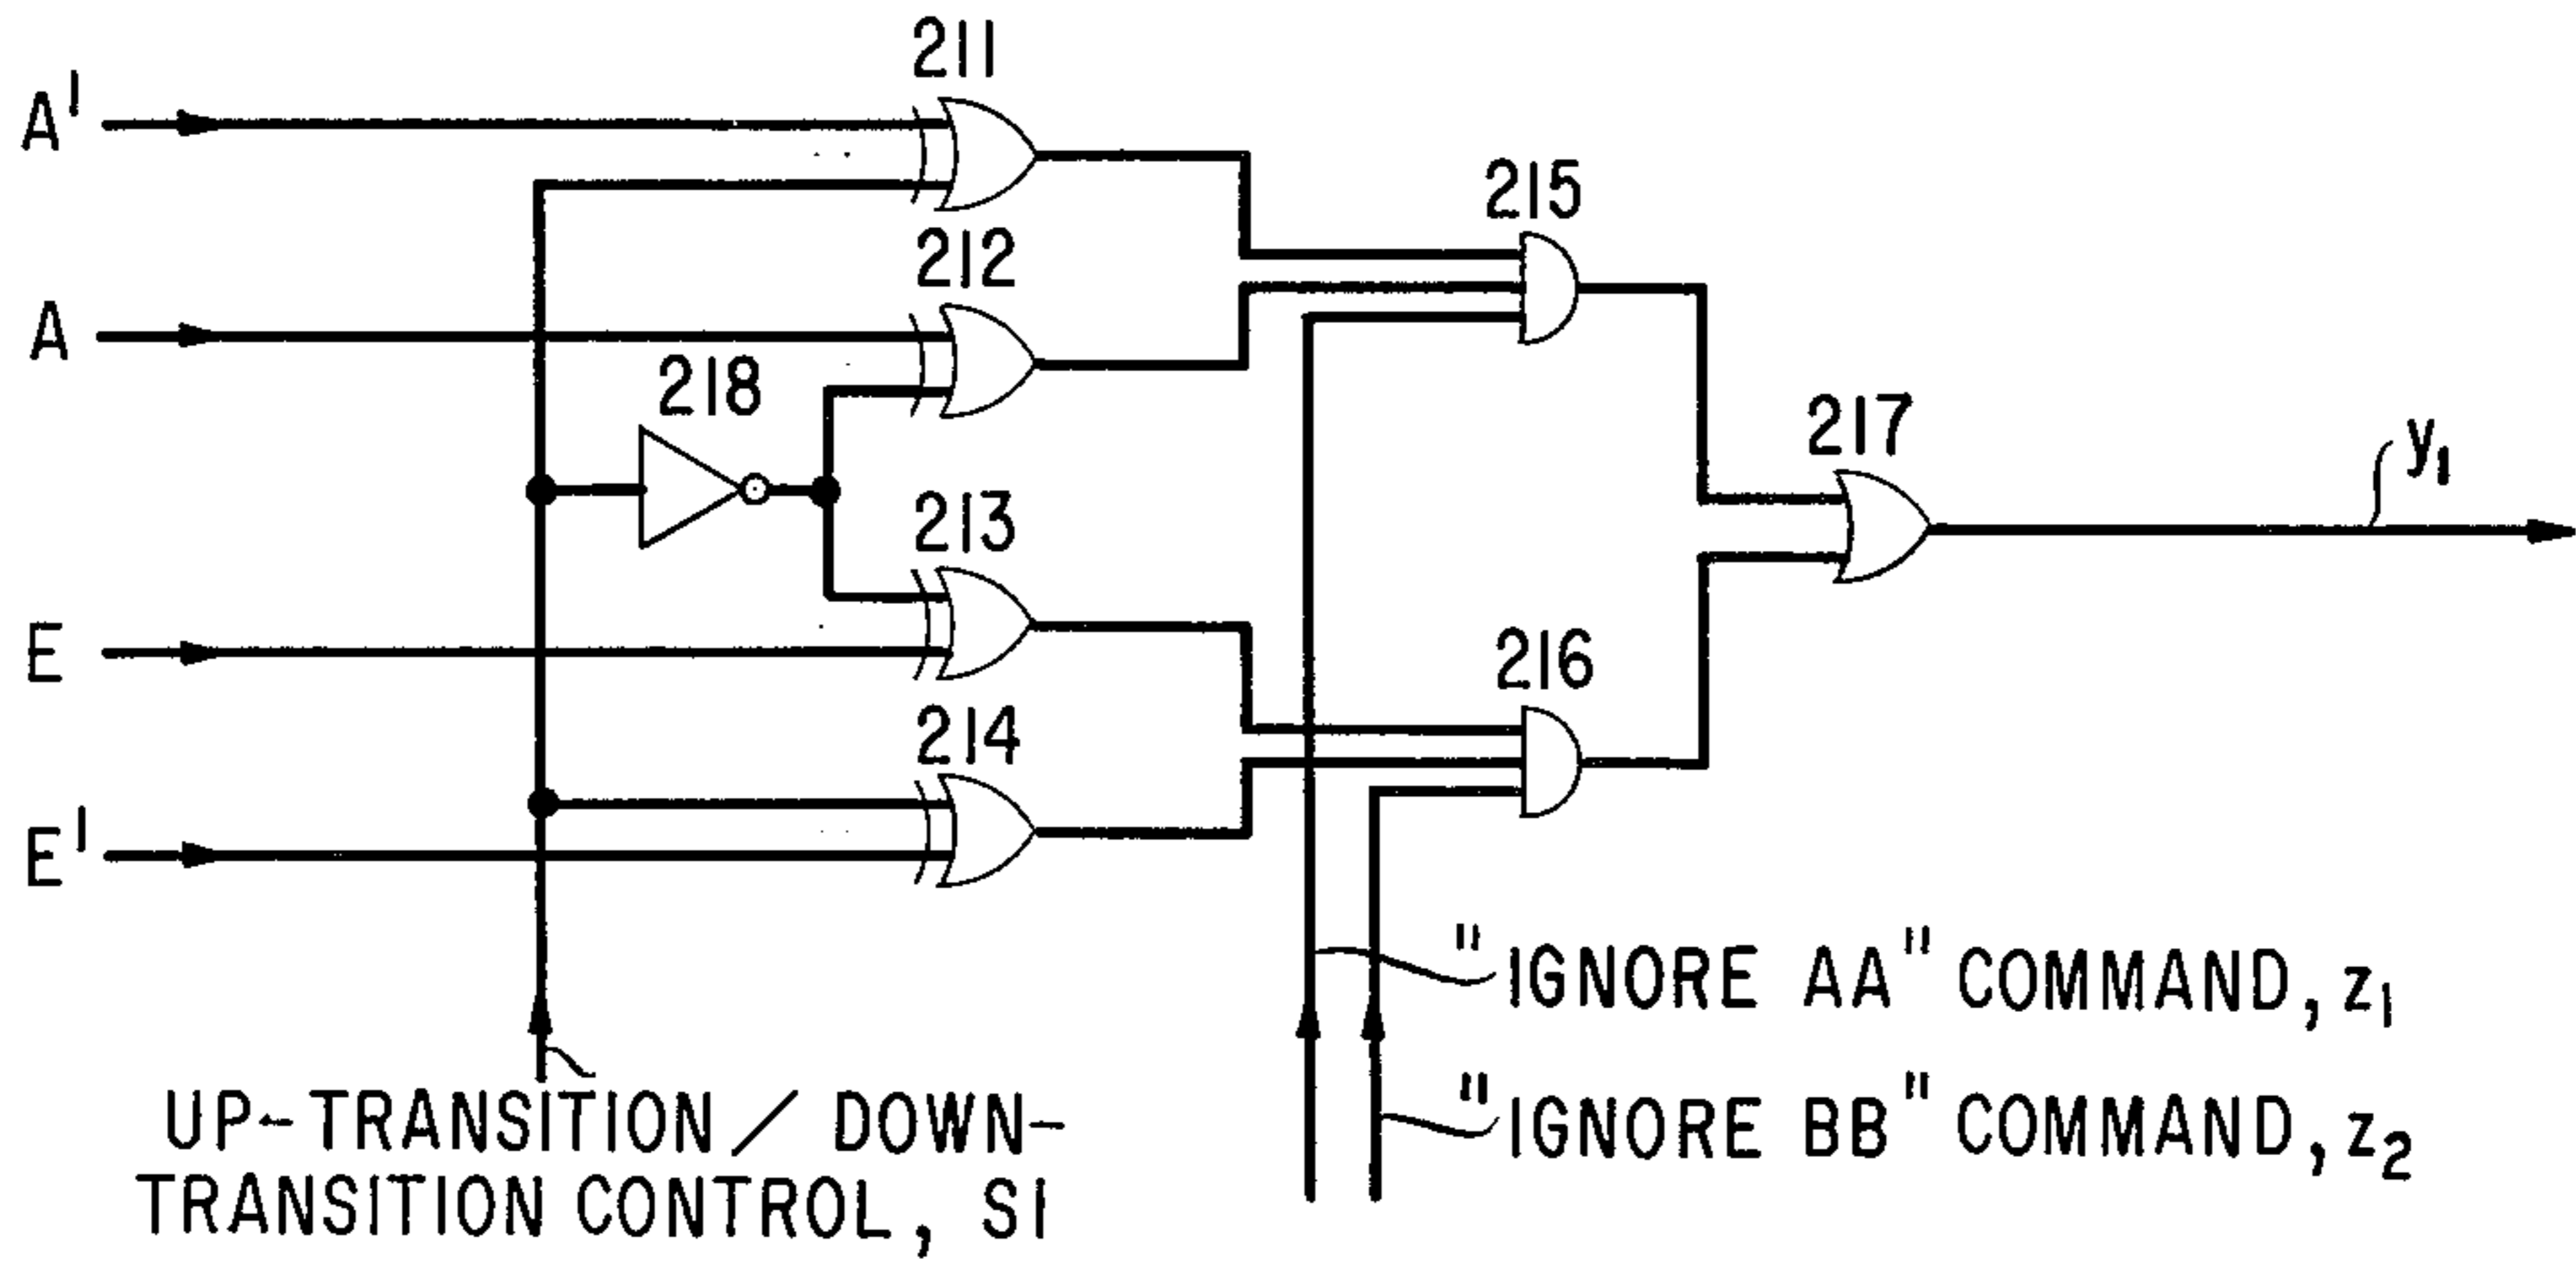 211
A'
215
212
A
218
217
y₁
213
E
216
214
E'
"IGNORE AA" COMMAND, z₁
"IGNORE BB" COMMAND, z₂
UP-TRANSITION / DOWN-
TRANSITION CONTROL, S1